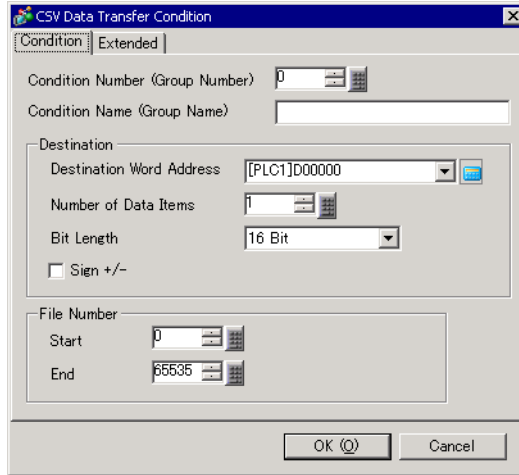 CSV Data Transfer Condition
Condition Extended
Condition Number (Group Number) 0
Condition Name (Group Name)
Destination
Destination Word Address [PLC1]D00000
Number of Data Items 1
Bit Length 16 Bit
Sign +/-
File Number
Start 0
End 65535
OK (O) Cancel